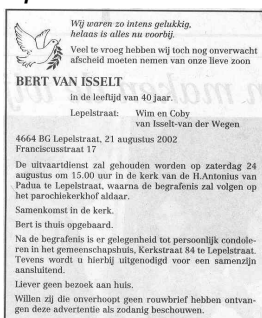 Wij waren zo intens gelukkig,
helaas is alles nu voorbij.
Veel te vroeg hebben wij toch nog onverwacht
afscheid moeten nemen van onze lieve zoon
BERT VAN ISSELT
in de leeftijd van 40 jaar.
Lepelstraat: Wim en Coby
van Isselt-van der Wegen
4664 BG Lepelstraat, 21 augustus 2002
Franciscusstraat 17
De uitvaartdienst zal gehouden worden op zaterdag 24
augustus om 15.00 uur in de kerk van de H.Antonius van
Padua te Lepelstraat, waarna de begrafenis zal volgen op
het parochiekerkhof aldaar.
Samenkomst in de kerk.
Bert is thuis opgebaard.
Na de begrafenis er is gelegenheid tot persoonlijk condole-
ren in het gemeenschapshuis, Kerkstraat 84 te Lepelstraat.
Tevens wordt u hierbij uitgenodigd voor een samenzijn
aansluitend.
Liever geen bezoek aan huis.
Willen zij die onverhoopt geen rouwbrief hebben ontvan-
gen deze advertentie als zodanig beschouwen.